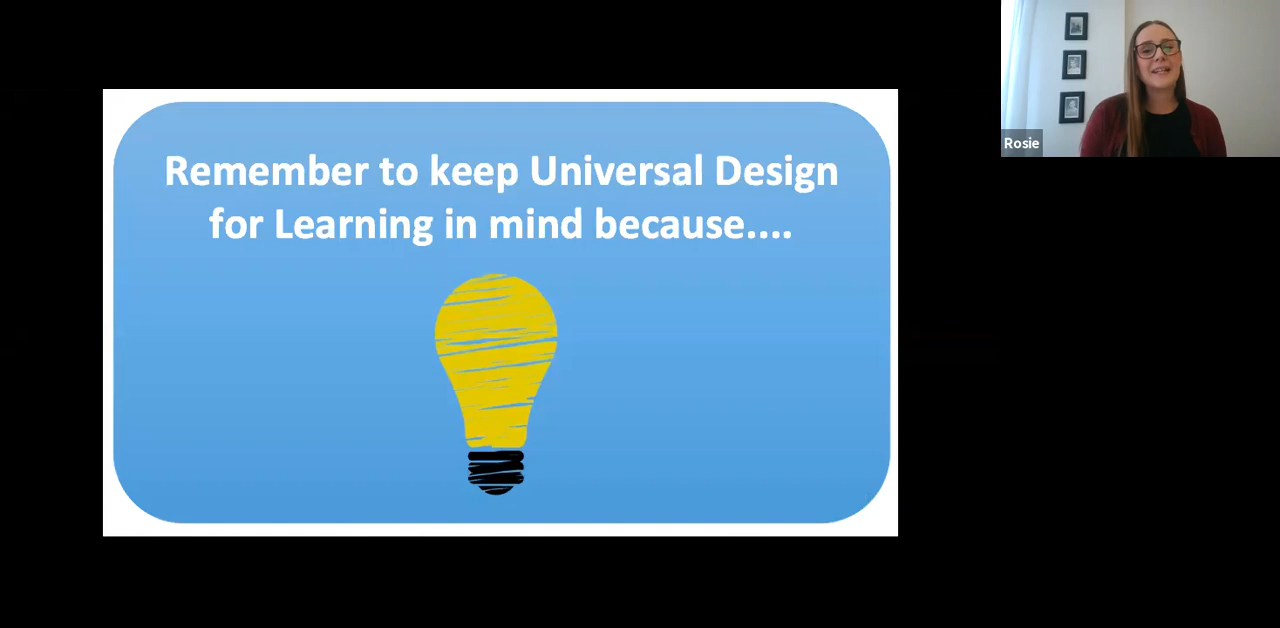 Remember to keep Universal Design
for Learning in mind because....
Rosie